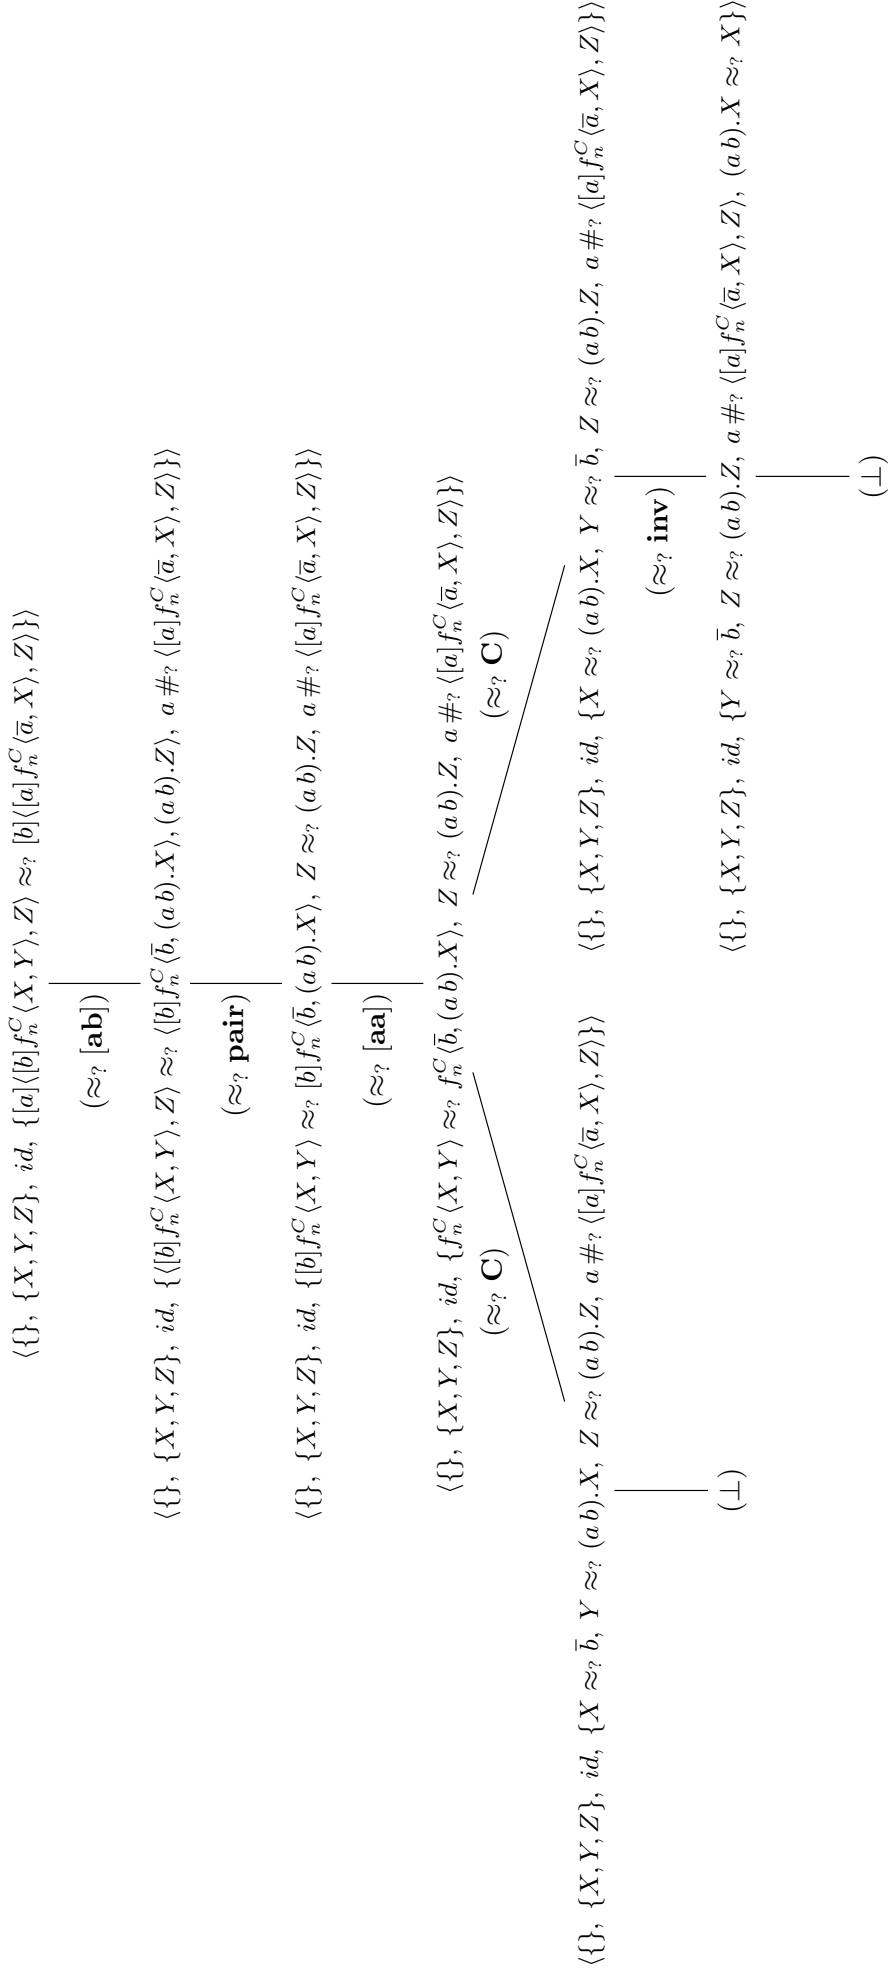 ⟨{}, {X, Y, Z}, id, {[a]⟨[b]f_n^C⟨X, Y⟩, Z⟩ ≈? [b]⟨[a]f_n^C⟨a̅, X⟩, Z⟩}⟩
(≈? [ab])
⟨{}, {X, Y, Z}, id, {⟨[b]f_n^C⟨X, Y⟩, Z⟩ ≈? ⟨[b]f_n^C⟨b̅, (a b).X⟩, (a b).Z⟩, a #? ⟨[a]f_n^C⟨a̅, X⟩, Z⟩}⟩
(≈? pair)
⟨{}, {X, Y, Z}, id, {[b]f_n^C⟨X, Y⟩ ≈? [b]f_n^C⟨b̅, (a b).X⟩, Z ≈? (a b).Z, a #? ⟨[a]f_n^C⟨a̅, X⟩, Z⟩}⟩
(≈? [aa])
⟨{}, {X, Y, Z}, id, {f_n^C⟨X, Y⟩ ≈? f_n^C⟨b̅, (a b).X⟩, Z ≈? (a b).Z, a #? ⟨[a]f_n^C⟨a̅, X⟩, Z⟩}⟩
(≈? C)
(≈? C)
⟨{}, {X, Y, Z}, id, {X ≈? b̅, Y ≈? (a b).X, Z ≈? (a b).Z, a #? ⟨[a]f_n^C⟨a̅, X⟩, Z⟩}⟩
⟨{}, {X, Y, Z}, id, {X ≈? (a b).X, Y ≈? b̅, Z ≈? (a b).Z, a #? ⟨[a]f_n^C⟨a̅, X⟩, Z⟩}⟩
(≈? inv)
(⊥)
⟨{}, {X, Y, Z}, id, {Y ≈? b̅, Z ≈? (a b).Z, a #? ⟨[a]f_n^C⟨a̅, X⟩, Z⟩, (a b).X ≈? X}⟩
(⊥)